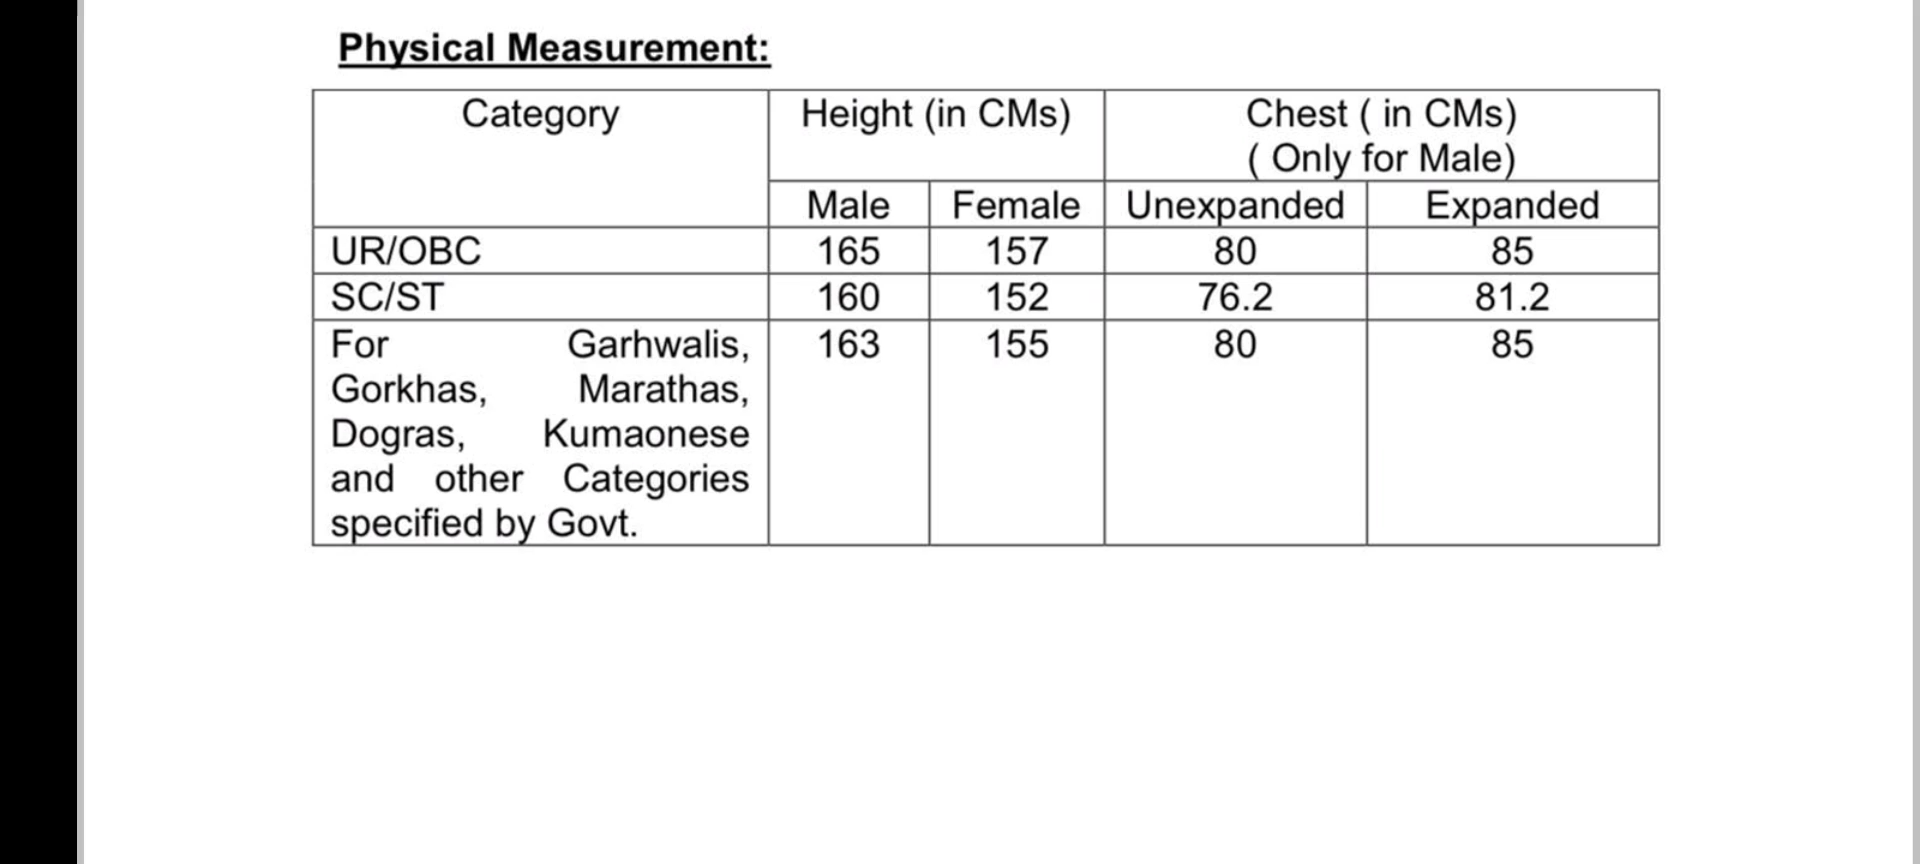 Physical Measurement:
Category Height (in CMs) Chest ( in CMs)
( Only for Male)
Male Female Unexpanded Expanded
UR/OBC 165 157 80 85
SC/ST 160 152 76.2 81.2
For Garhwalis, 163 155 80 85
Gorkhas, Marathas,
Dogras, Kumaonese
and other Categories
specified by Govt.